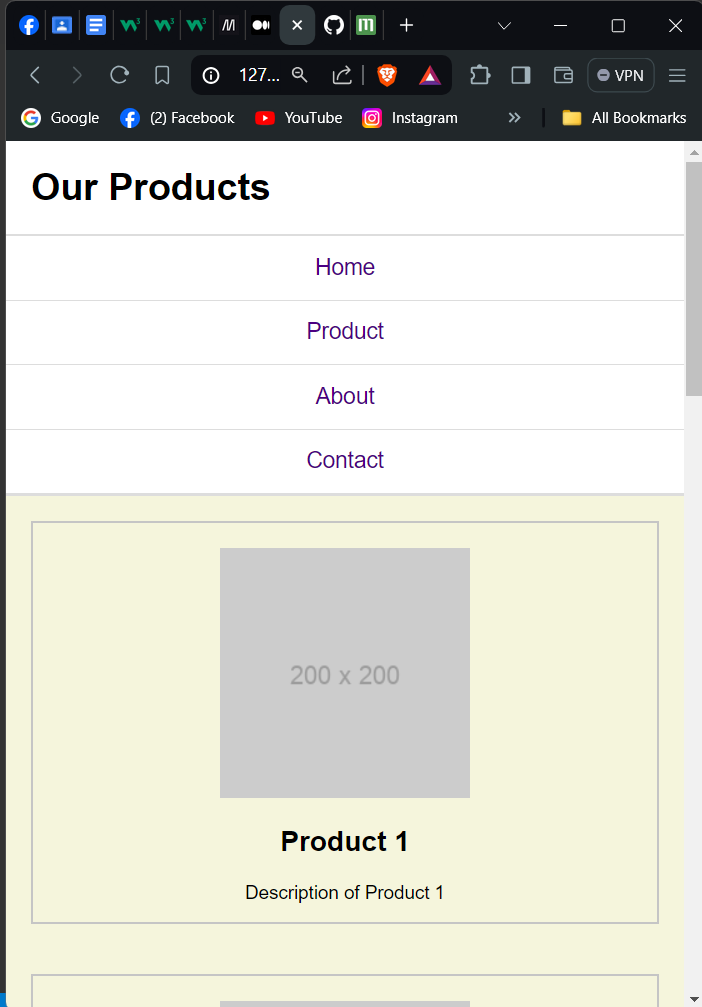 127...
VPN
Google
(2) Facebook
YouTube
Instagram
All Bookmarks
Our Products
Home
Product
About
Contact
200 x 200
Product 1
Description of Product 1